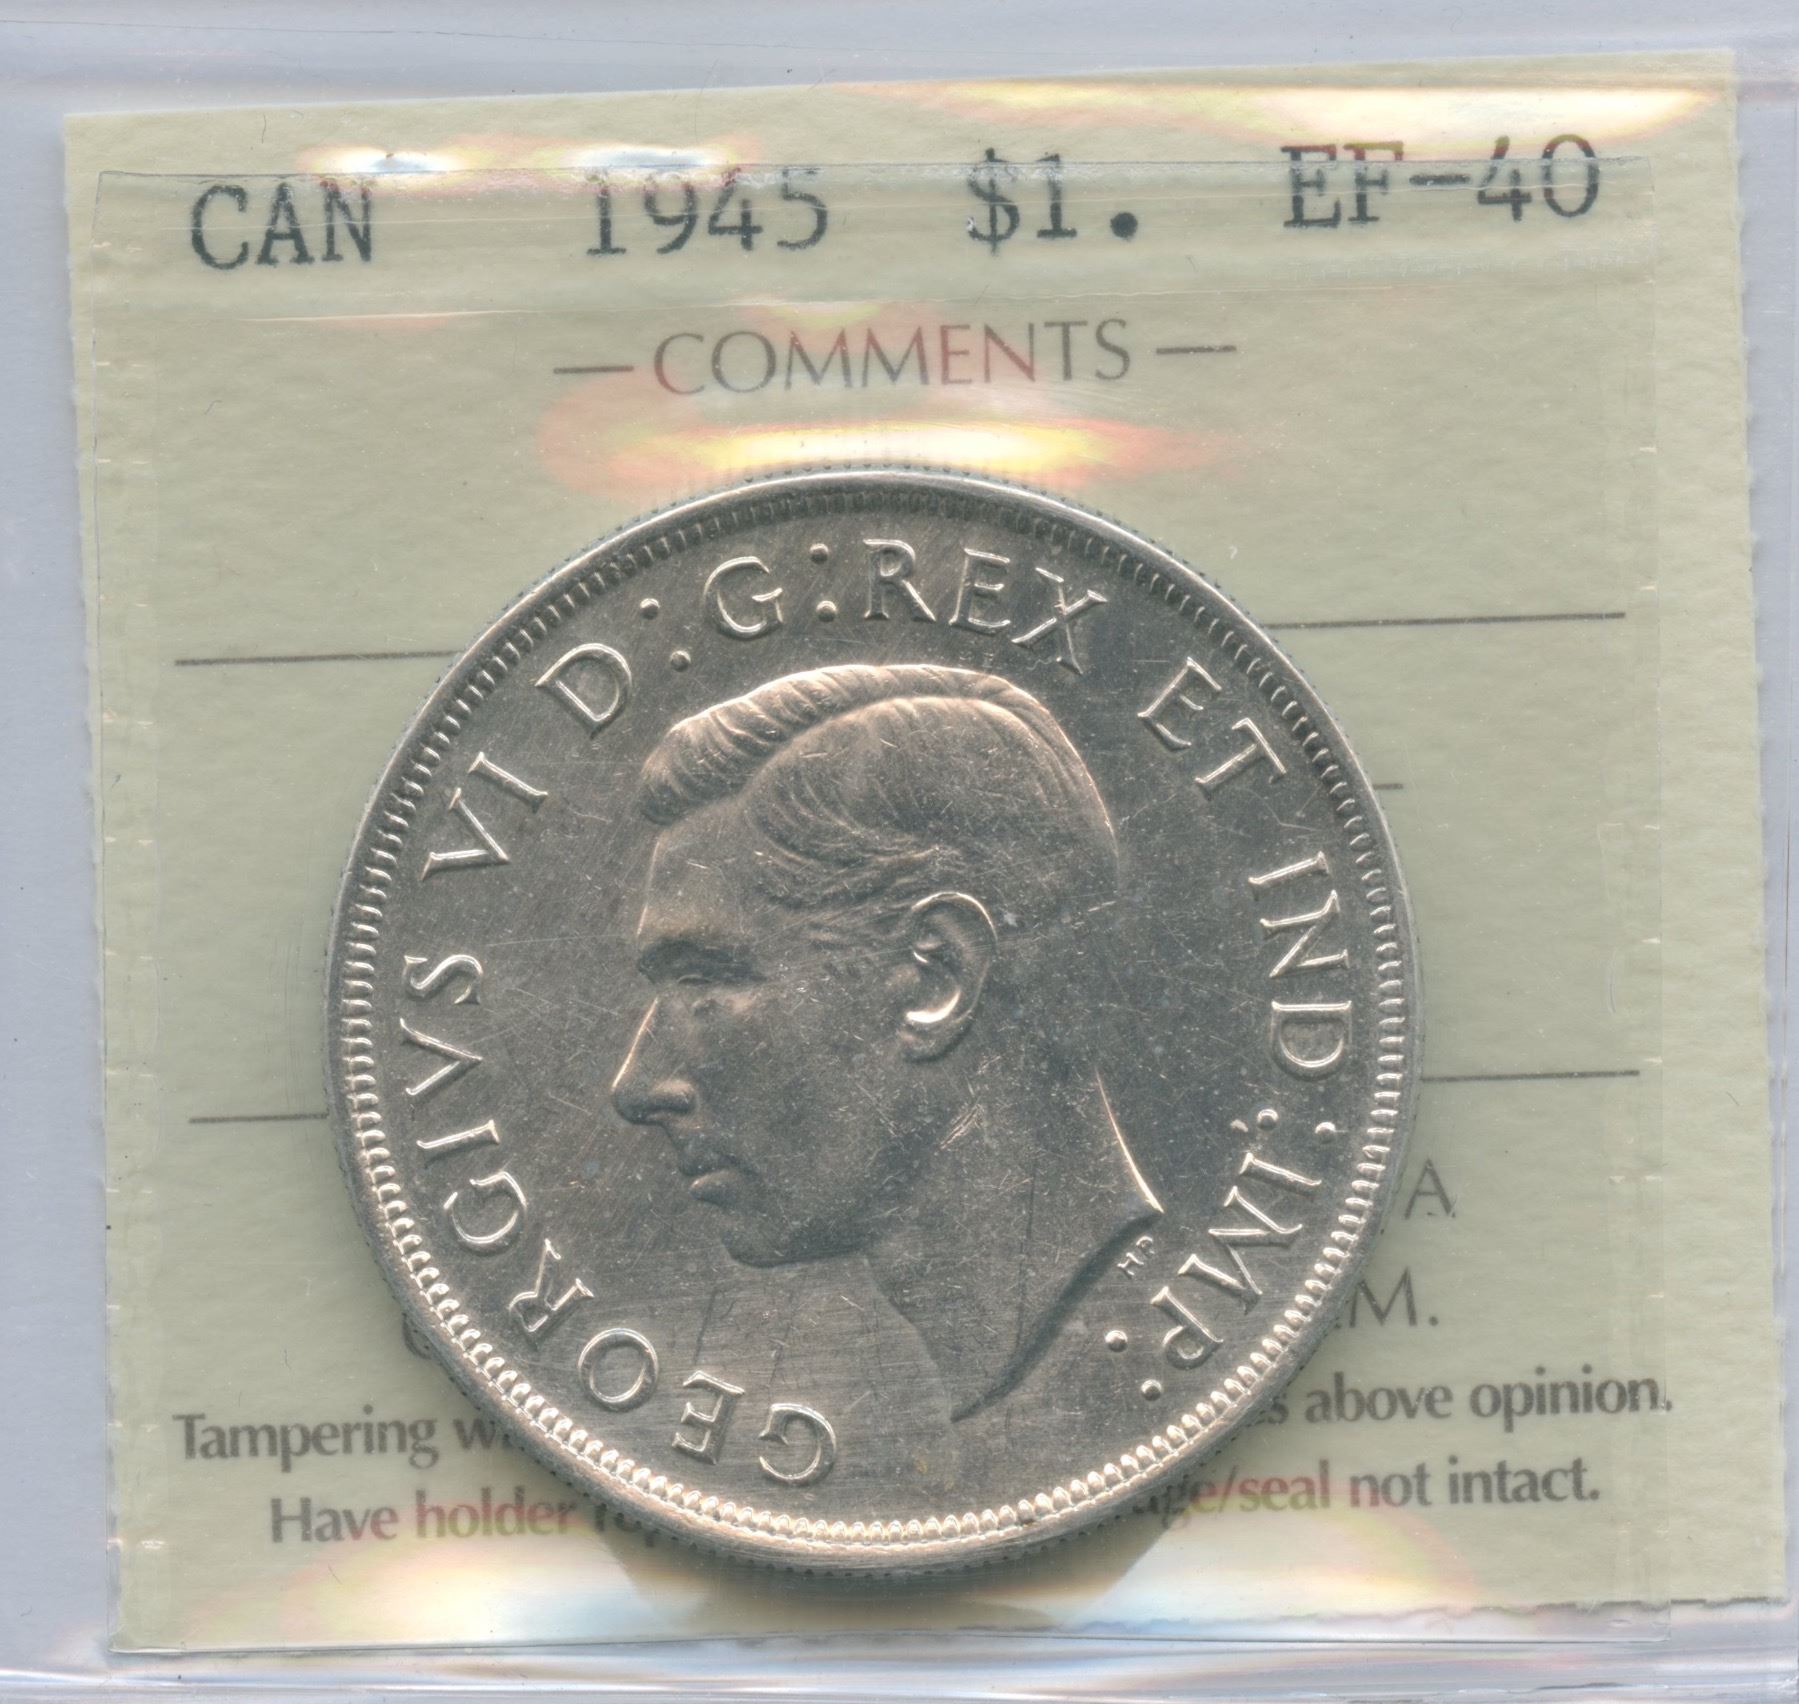 CAN 1945 $1. EF-40
— COMMENTS —
GEORGIVS VI D:G:REX ET IND:IMP:
HP
A
.M.
Tampering above opinion.
Have holder /seal not intact.